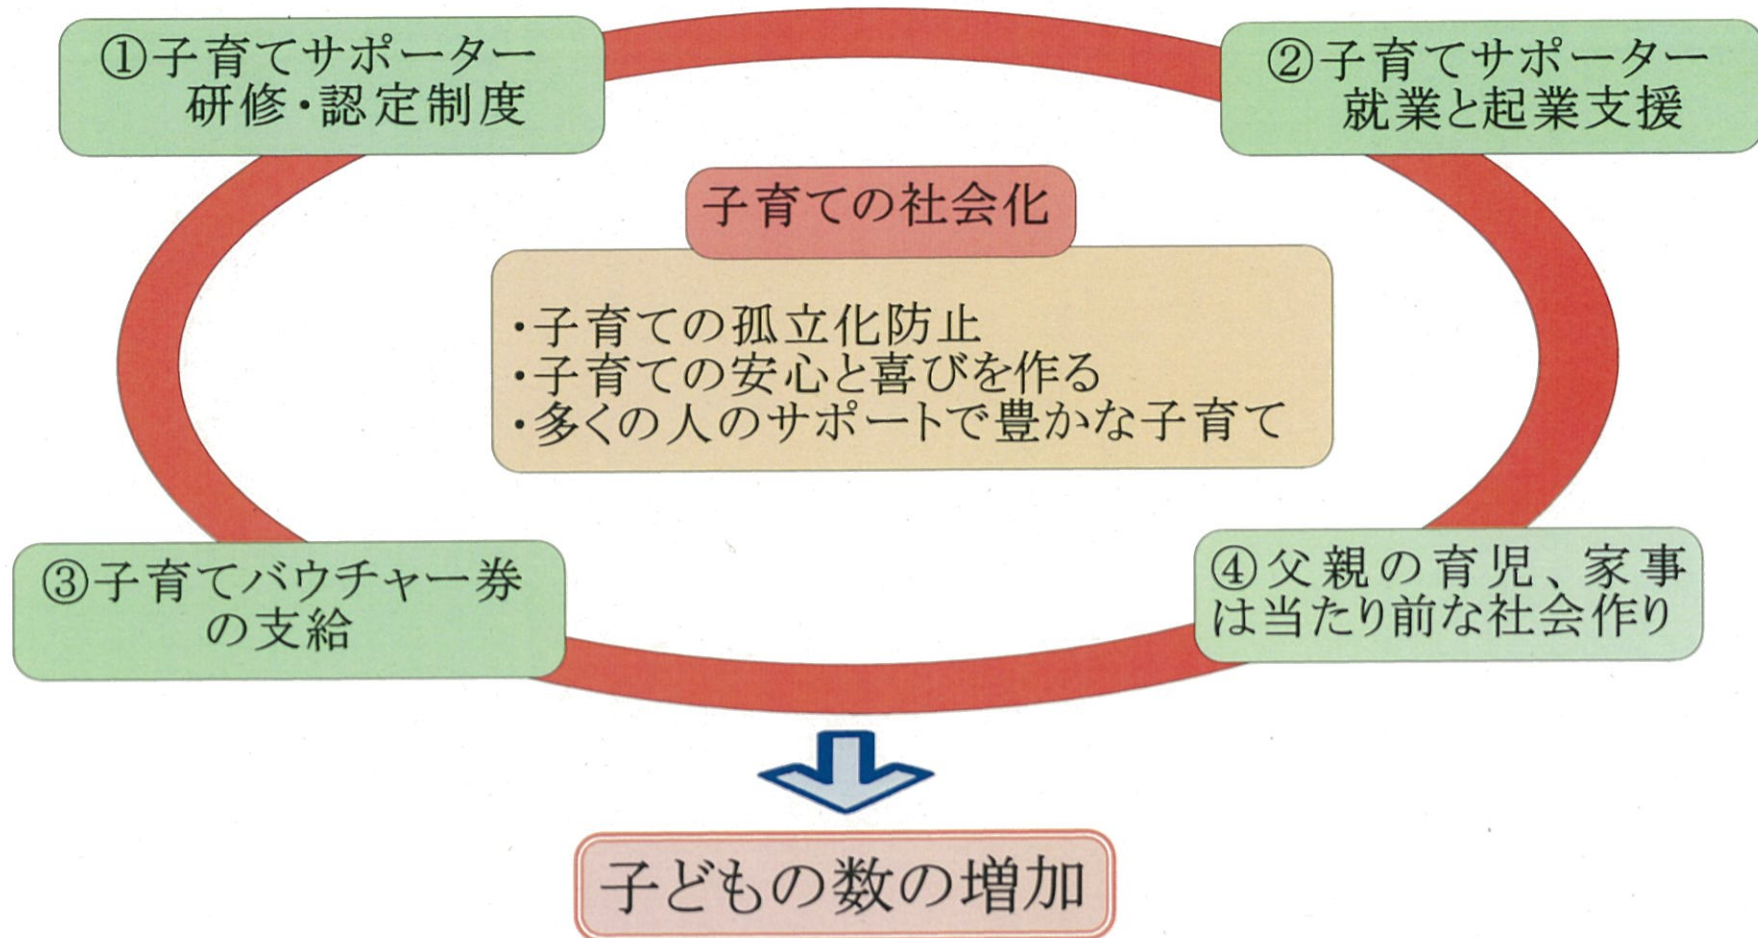 ①子育てサポーター
研修・認定制度
②子育てサポーター
就業と起業支援
子育ての社会化
・子育ての孤立化防止
・子育ての安心と喜びを作る
・多くの人のサポートで豊かな子育て
③子育てバウチャー券
の支給
④父親の育児、家事
は当たり前な社会作り
子どもの数の増加